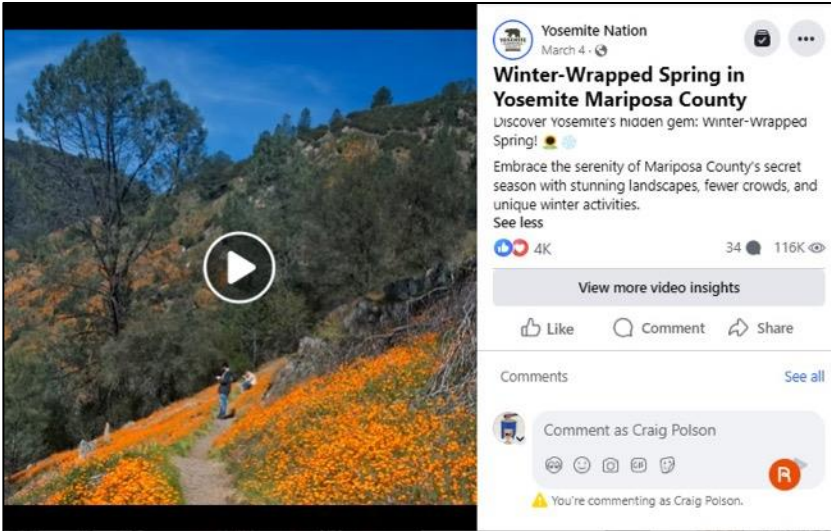 YOSEMITE
Yosemite Nation
March 4 ·
Winter-Wrapped Spring in
Yosemite Mariposa County
Discover Yosemite's hidden gem: Winter-Wrapped
Spring!
Embrace the serenity of Mariposa County's secret
season with stunning landscapes, fewer crowds, and
unique winter activities.
See less
4K 34 116K
View more video insights
Like Comment Share
Comments See all
Comment as Craig Polson
GIF
R
You're commenting as Craig Polson.